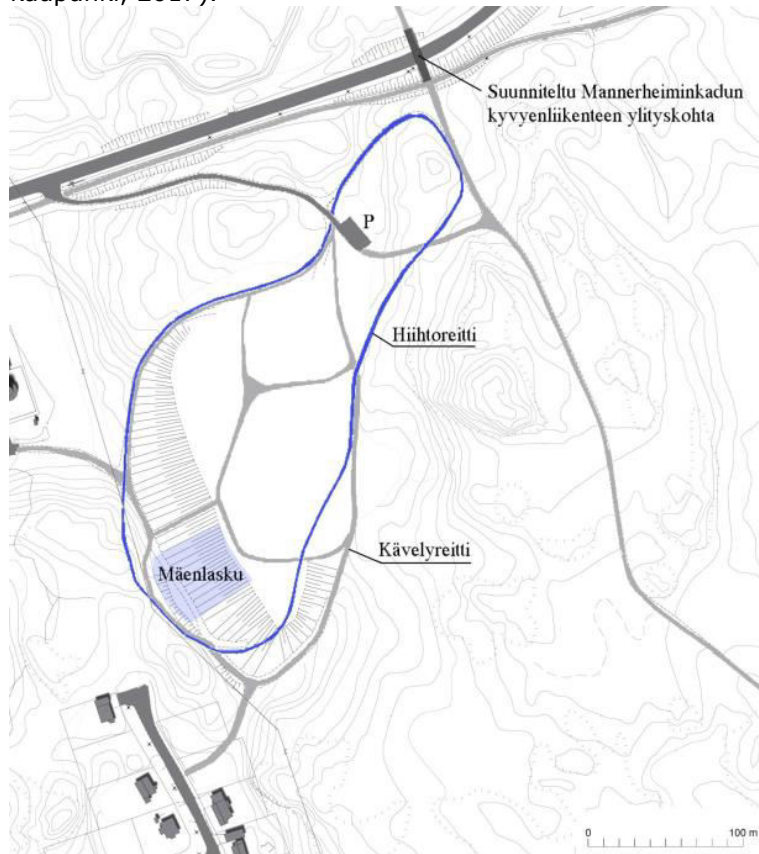 kaupunki, 2017).
Suunniteltu Mannerheiminkadun
kyvyenliikenteen ylityskohta
P
Hiihtoreitti
Kävelyreitti
Mäenlasku
0
100 m